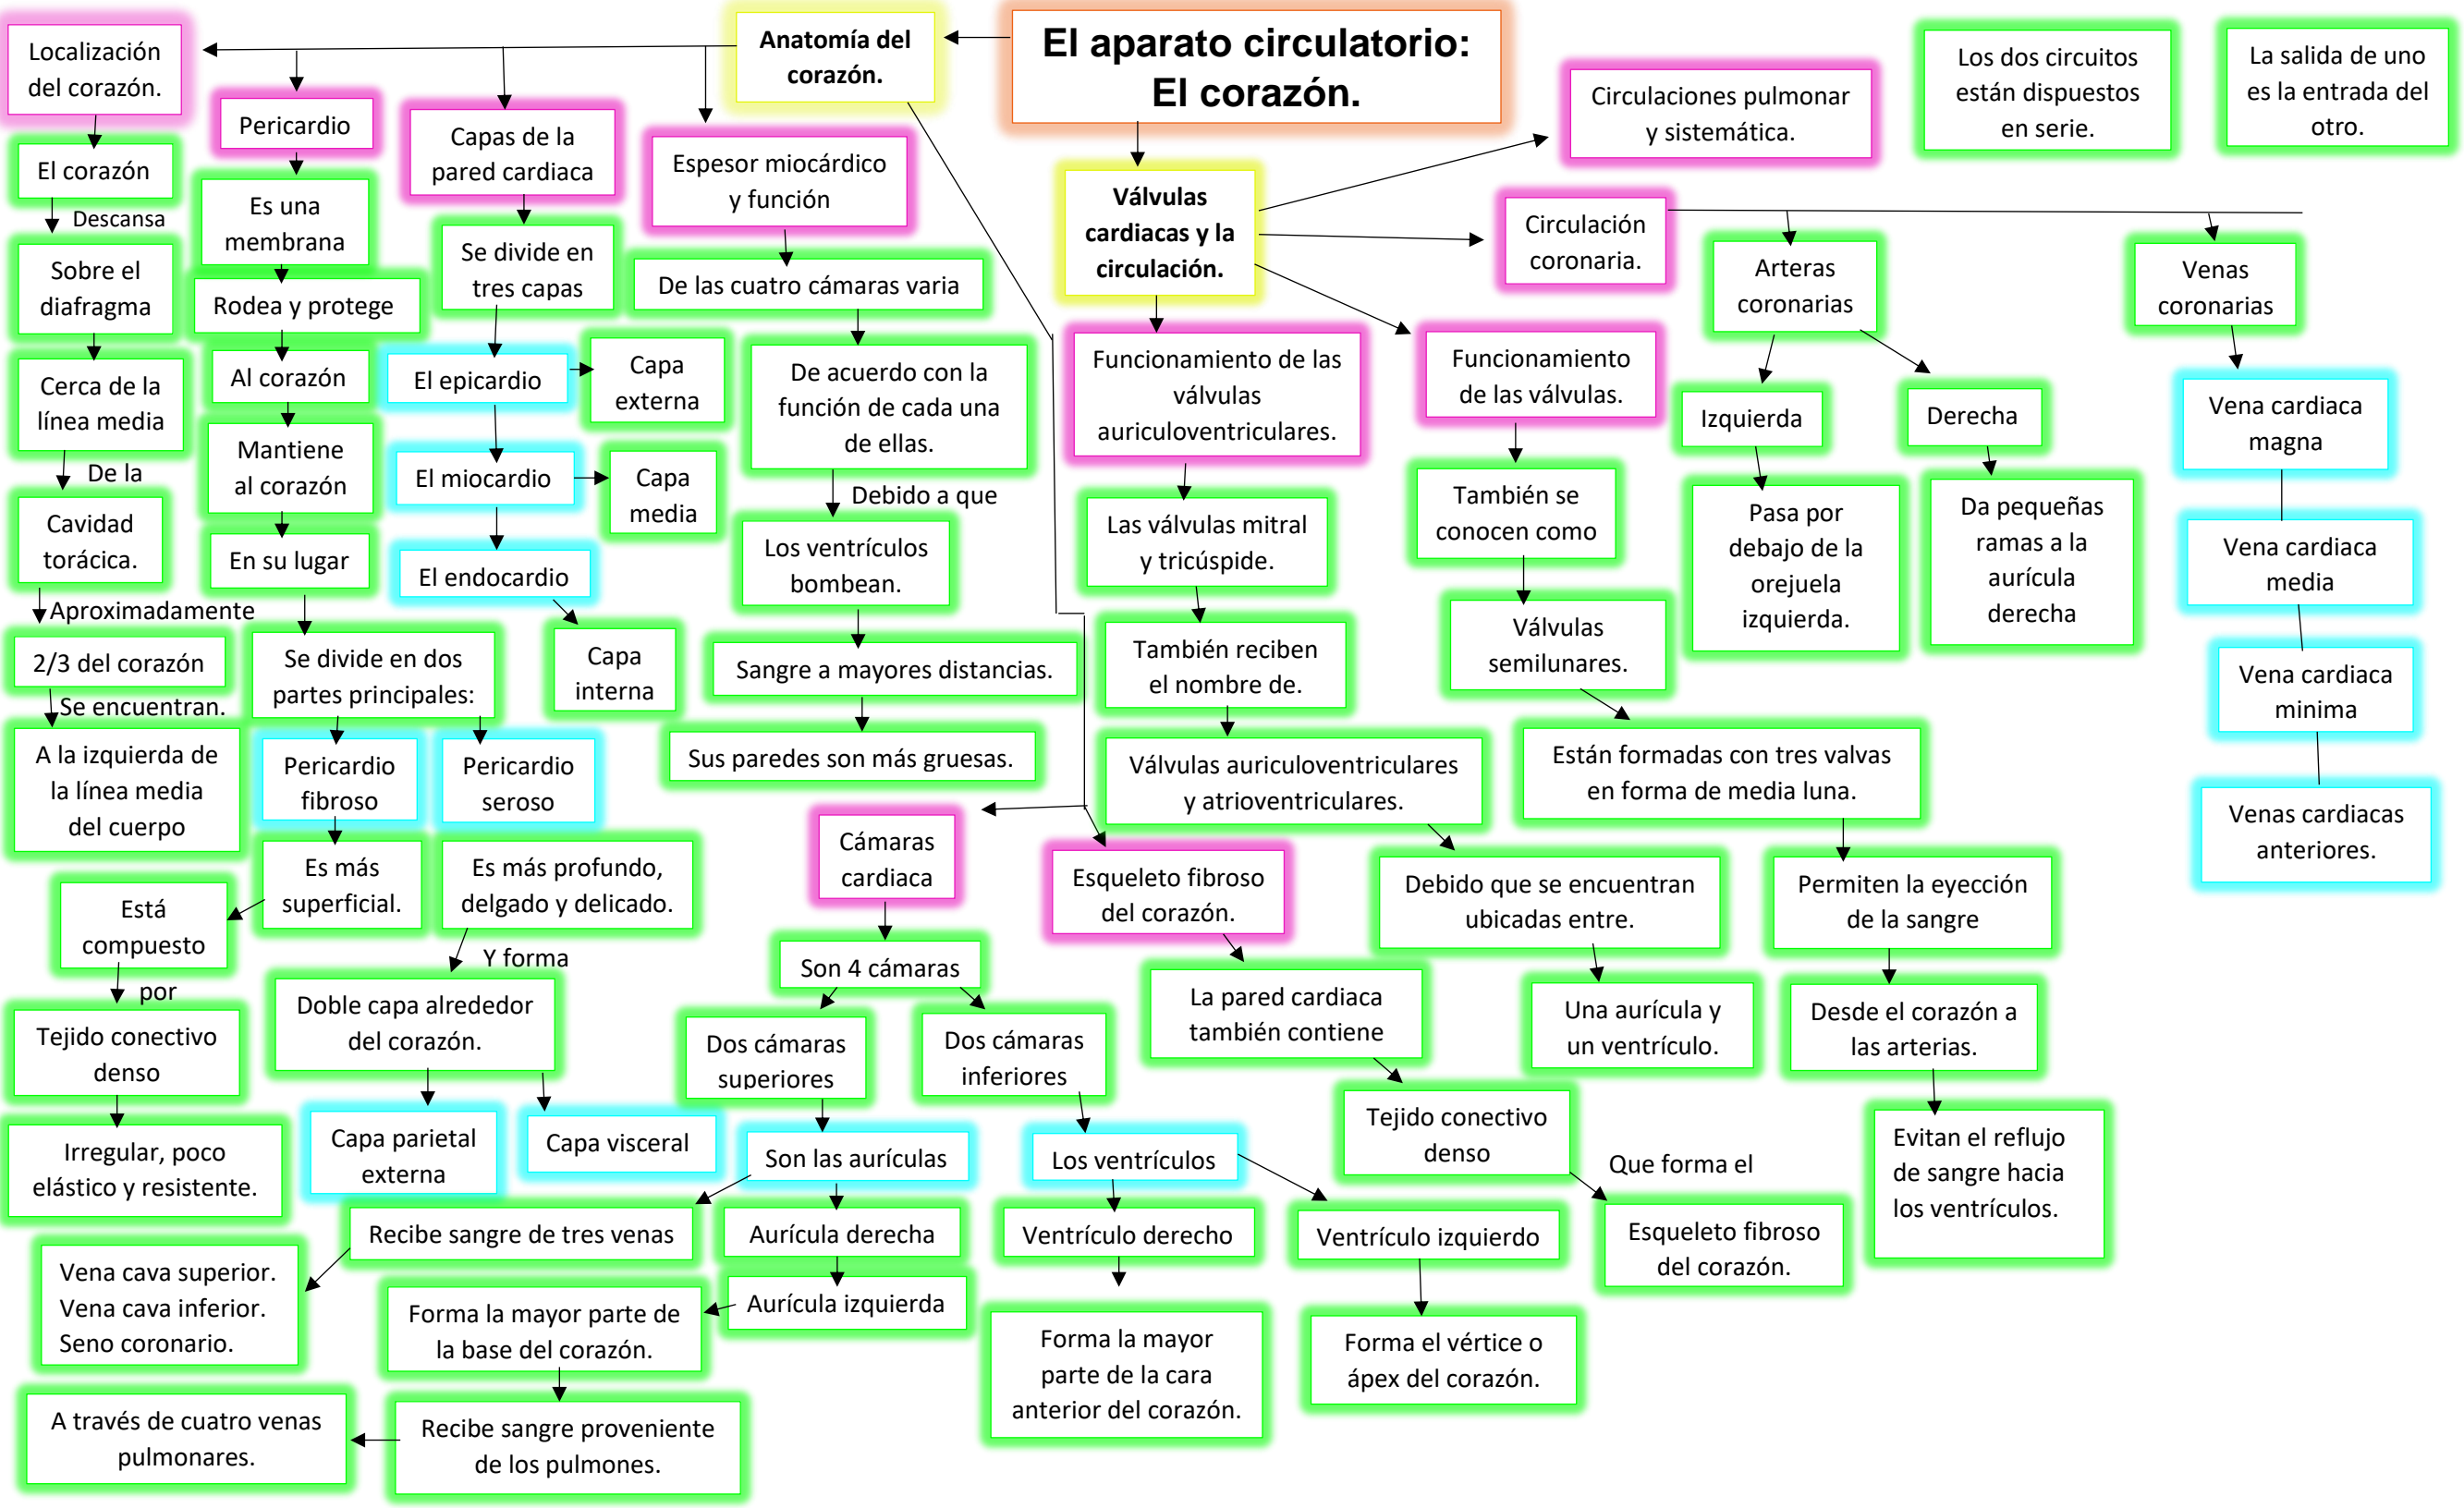 El aparato circulatorio:
El corazón.
Anatomía del
corazón.
Localización
del corazón.
El corazón
Descansa
Sobre el
diafragma
Cerca de la
línea media
De la
Cavidad
torácica.
Aproximadamente
2/3 del corazón
Se encuentran.
A la izquierda de
la línea media
del cuerpo
Pericardio
Es una
membrana
Rodea y protege
Al corazón
Mantiene
al corazón
En su lugar
Se divide en dos
partes principales:
Pericardio
fibroso
Es más
superficial.
Está
compuesto
por
Tejido conectivo
denso
Irregular, poco
elástico y resistente.
Pericardio
seroso
Es más profundo,
delgado y delicado.
Y forma
Doble capa alrededor
del corazón.
Capa parietal
externa
Capa visceral
Capas de la
pared cardiaca
Se divide en
tres capas
El epicardio
Capa
externa
El miocardio
Capa
media
El endocardio
Capa
interna
Espesor miocárdico
y función
De las cuatro cámaras varia
De acuerdo con la
función de cada una
de ellas.
Debido a que
Los ventrículos
bombean.
Sangre a mayores distancias.
Sus paredes son más gruesas.
Cámaras
cardiaca
Son 4 cámaras
Dos cámaras
superiores
Son las aurículas
Recibe sangre de tres venas
Vena cava superior.
Vena cava inferior.
Seno coronario.
Aurícula derecha
Aurícula izquierda
Forma la mayor parte de
la base del corazón.
Recibe sangre proveniente
de los pulmones.
A través de cuatro venas
pulmonares.
Dos cámaras
inferiores
Los ventrículos
Ventrículo derecho
Forma la mayor
parte de la cara
anterior del corazón.
Ventrículo izquierdo
Forma el vértice o
ápex del corazón.
Esqueleto fibroso
del corazón.
La pared cardiaca
también contiene
Tejido conectivo
denso
Que forma el
Esqueleto fibroso
del corazón.
Válvulas
cardiacas y la
circulación.
Circulaciones pulmonar
y sistemática.
Los dos circuitos
están dispuestos
en serie.
La salida de uno
es la entrada del
otro.
Circulación
coronaria.
Arteras
coronarias
Izquierda
Pasa por
debajo de la
orejuela
izquierda.
Derecha
Da pequeñas
ramas a la
aurícula
derecha
Venas
coronarias
Vena cardiaca
magna
Vena cardiaca
media
Vena cardiaca
minima
Venas cardiacas
anteriores.
Funcionamiento de las
válvulas
auriculoventriculares.
Las válvulas mitral
y tricúspide.
También reciben
el nombre de.
Válvulas auriculoventriculares
y atrioventriculares.
Debido que se encuentran
ubicadas entre.
Una aurícula y
un ventrículo.
Funcionamiento
de las válvulas.
También se
conocen como
Válvulas
semilunares.
Están formadas con tres valvas
en forma de media luna.
Permiten la eyección
de la sangre
Desde el corazón a
las arterias.
Evitan el reflujo
de sangre hacia
los ventrículos.